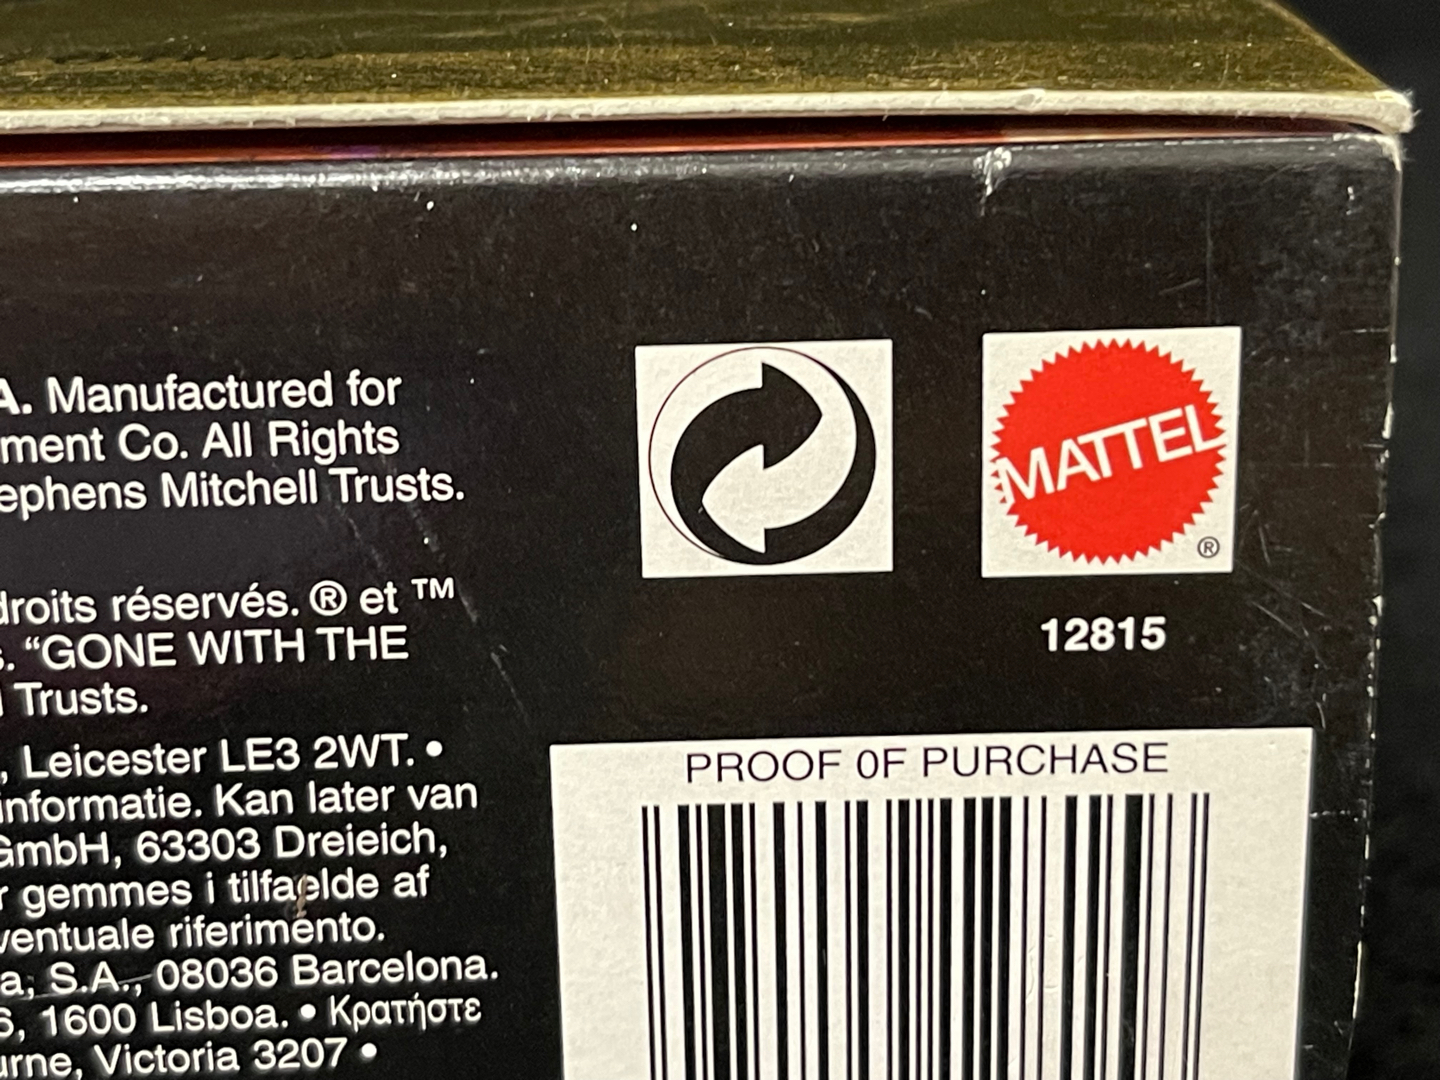 A. Manufactured for
ment Co. All Rights
ephens Mitchell Trusts.
droits réservés. ® et ™
s. “GONE WITH THE
l Trusts.
, Leicester LE3 2WT. •
informatie. Kan later van
GmbH, 63303 Dreieich,
r gemmes i tilfaelde af
ventuale riferimento.
a, S.A., 08036 Barcelona.
6, 1600 Lisboa. • Κρατήστε
urne, Victoria 3207 •
MATTEL
®
12815
PROOF 0F PURCHASE